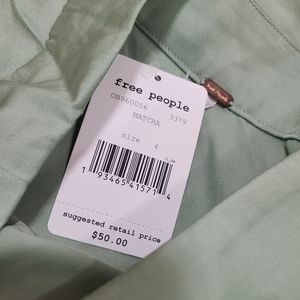 free people
OB960056 3379
MATCHA
size 4
1 93465 41571 4
suggested retail price
$50.00